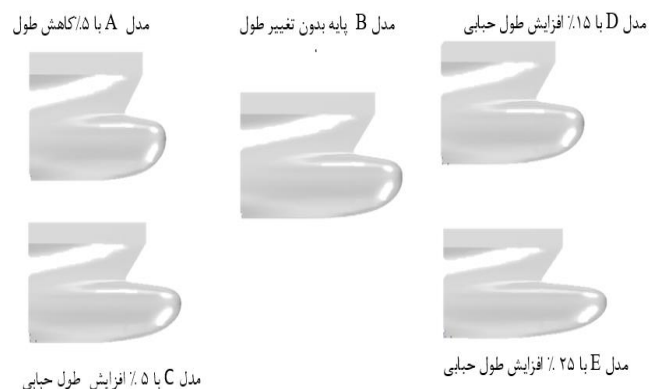 مدل D با ۱۵٪ افزایش طول حبابی
مدل B پایه بدون تغییر طول
مدل A با ۵٪ کاهش طول
مدل E با ۲۵ ٪ افزایش طول حبابی
مدل C با ۵ ٪ افزایش طول حبابی